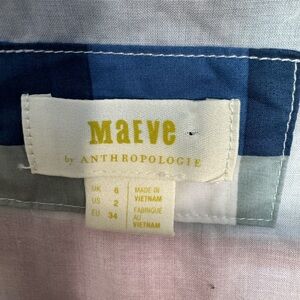 MAEVE
by ANTHROPOLOGIE
UK 6
US 2
EU 34
MADE IN
VIETNAM
FABRIQUÉ
AU
VIETNAM